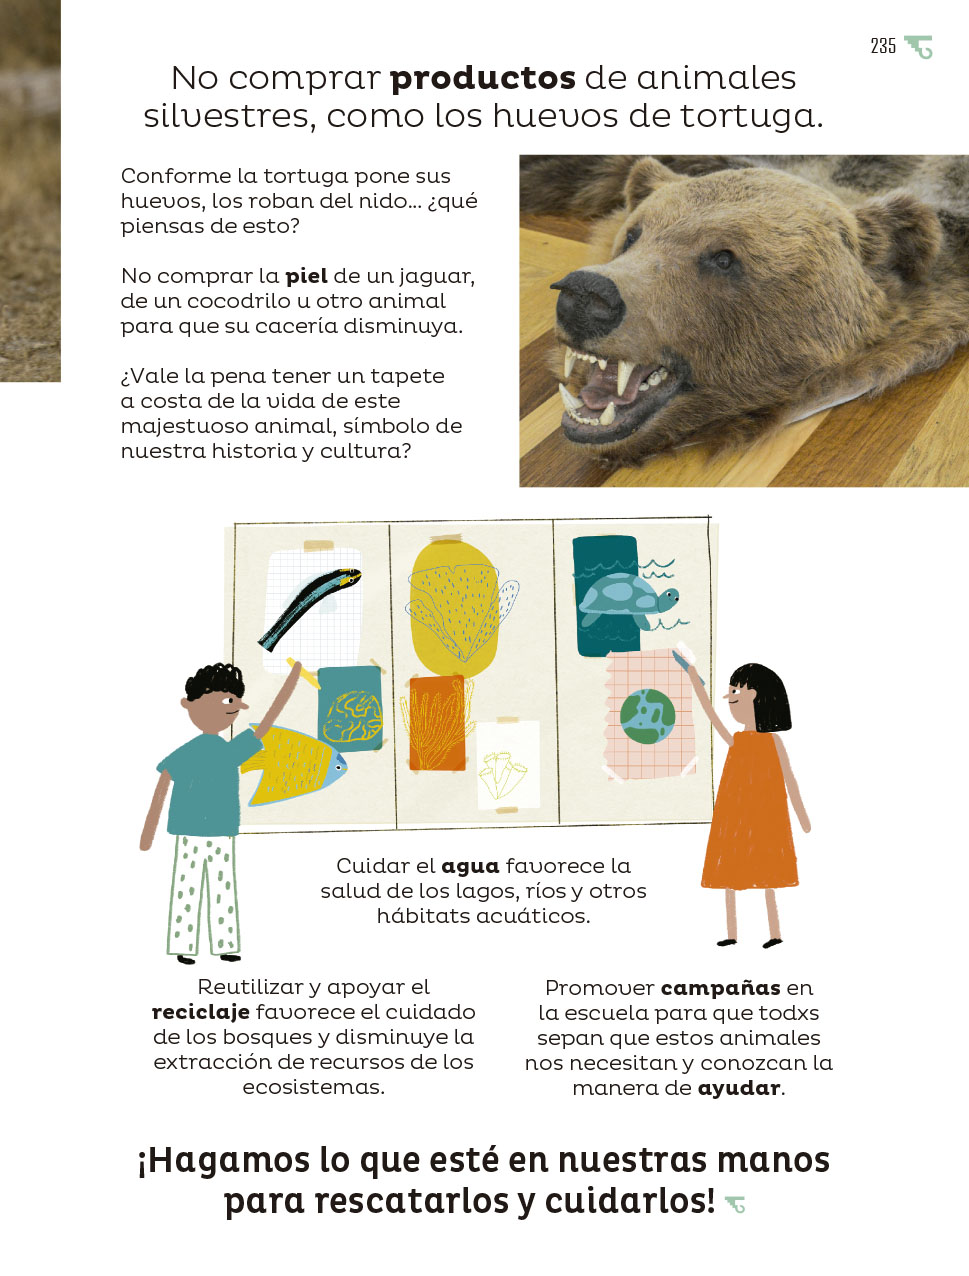 235
No comprar productos de animales
silvestres, como los huevos de tortuga.
Conforme la tortuga pone sus
huevos, los roban del nido... ¿qué
piensas de esto?
No comprar la piel de un jaguar,
de un cocodrilo u otro animal
para que su cacería disminuya.
¿Vale la pena tener un tapete
a costa de la vida de este
majestuoso animal, símbolo de
nuestra historia y cultura?
Cuidar el agua favorece la
salud de los lagos, ríos y otros
hábitats acuáticos.
Reutilizar y apoyar el
reciclaje favorece el cuidado
de los bosques y disminuye la
extracción de recursos de los
ecosistemas.
Promover campañas en
la escuela para que todxs
sepan que estos animales
nos necesitan y conozcan la
manera de ayudar.
¡Hagamos lo que esté en nuestras manos
para rescatarlos y cuidarlos!